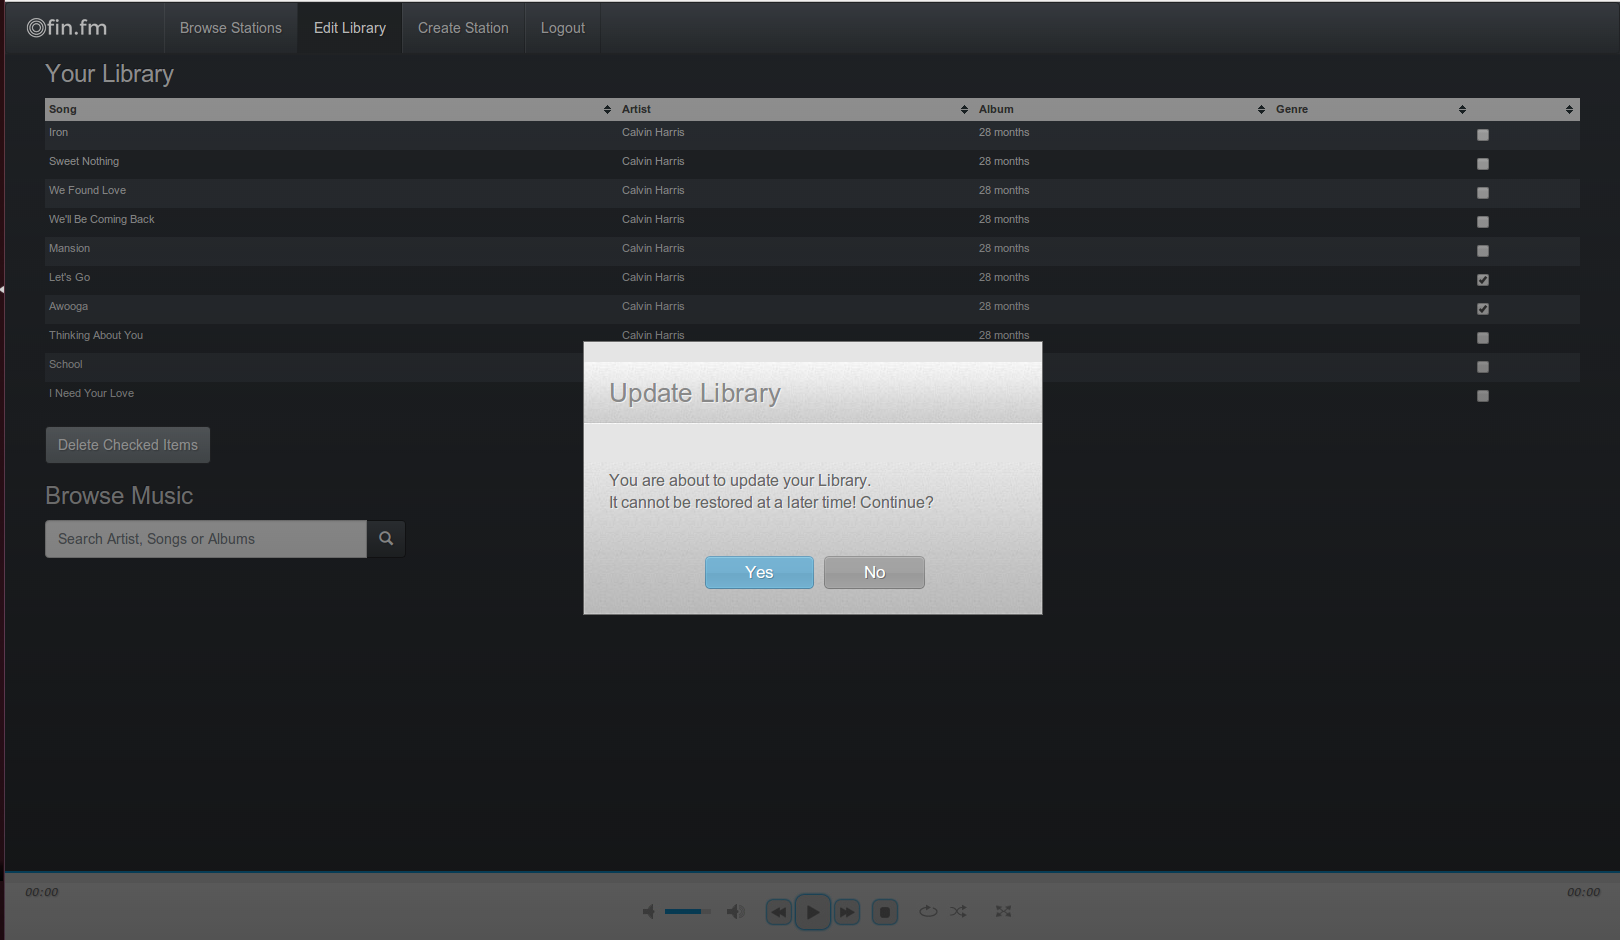 fin.fm Browse Stations Edit Library Create Station Logout
Your Library
Song Artist Album Genre
Iron Calvin Harris 28 months
Sweet Nothing Calvin Harris 28 months
We Found Love Calvin Harris 28 months
We'll Be Coming Back Calvin Harris 28 months
Mansion Calvin Harris 28 months
Let's Go Calvin Harris 28 months
Awooga Calvin Harris 28 months
Thinking About You Calvin Harris 28 months
School
I Need Your Love
Update Library
You are about to update your Library.
It cannot be restored at a later time! Continue?
Yes No
Delete Checked Items
Browse Music
Search Artist, Songs or Albums
00:00 00:00